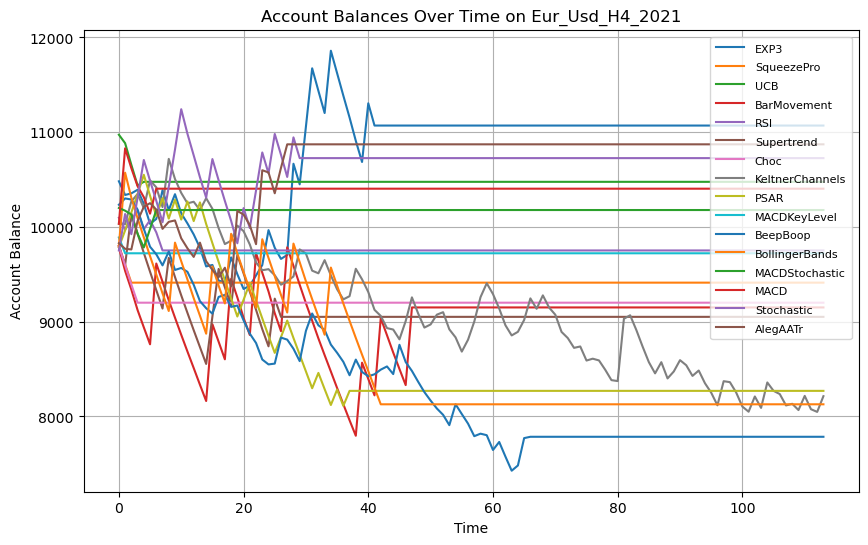 Account Balances Over Time on Eur_Usd_H4_2021
Account Balance
12000
11000
10000
9000
8000
0
20
40
60
80
100
Time
EXP3
SqueezePro
UCB
BarMovement
RSI
Supertrend
Choc
KeltnerChannels
PSAR
MACDKeyLevel
BeepBoop
BollingerBands
MACDStochastic
MACD
Stochastic
AlegAATr